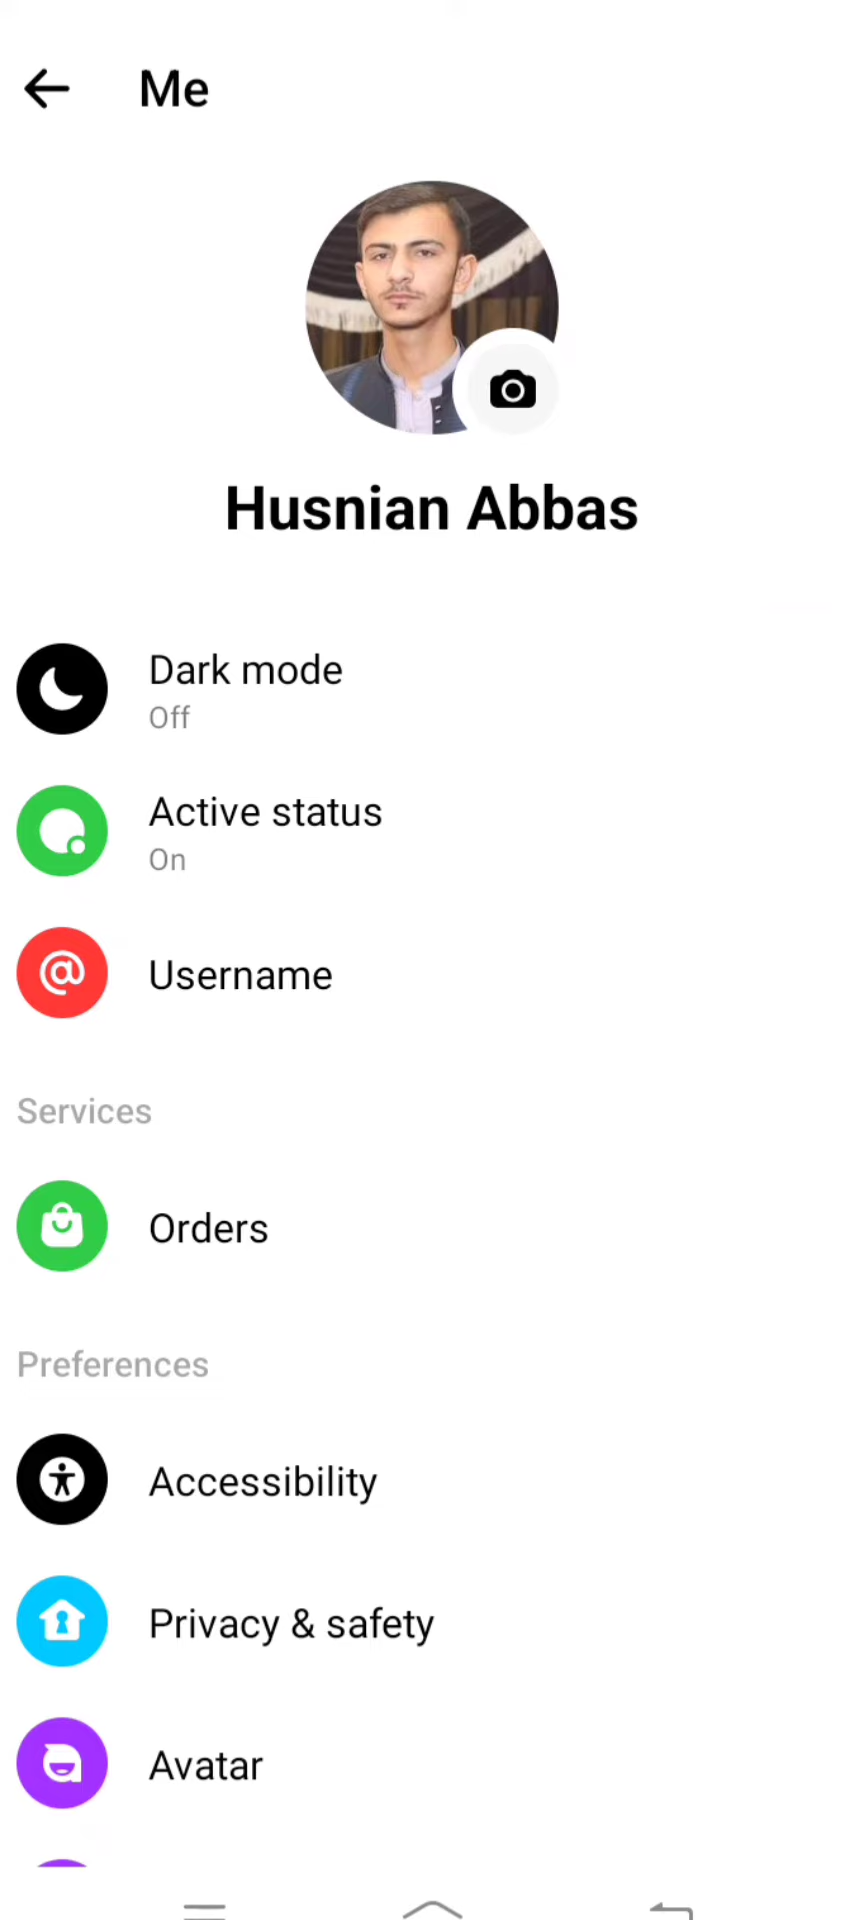 Me
Husnian Abbas
Dark mode
Off
Active status
On
Username
Services
Orders
Preferences
Accessibility
Privacy & safety
Avatar